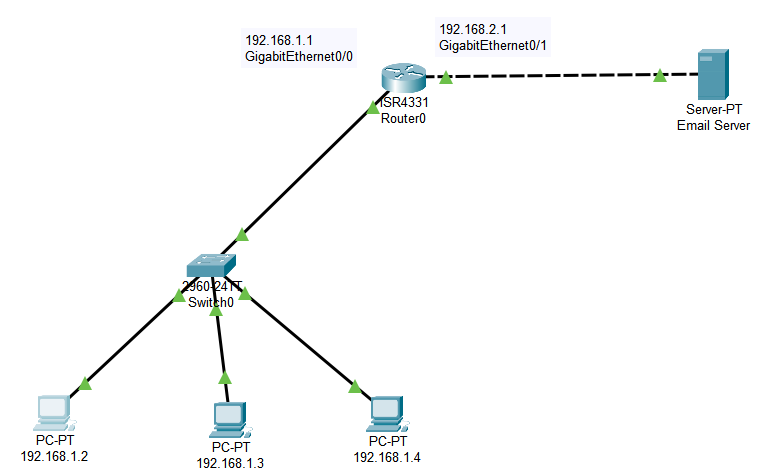 192.168.1.1
GigabitEthernet0/0
192.168.2.1
GigabitEthernet0/1
ISR4331
Router0
Server-PT
Email Server
2960-24TT
Switch0
PC-PT
192.168.1.2
PC-PT
192.168.1.3
PC-PT
192.168.1.4